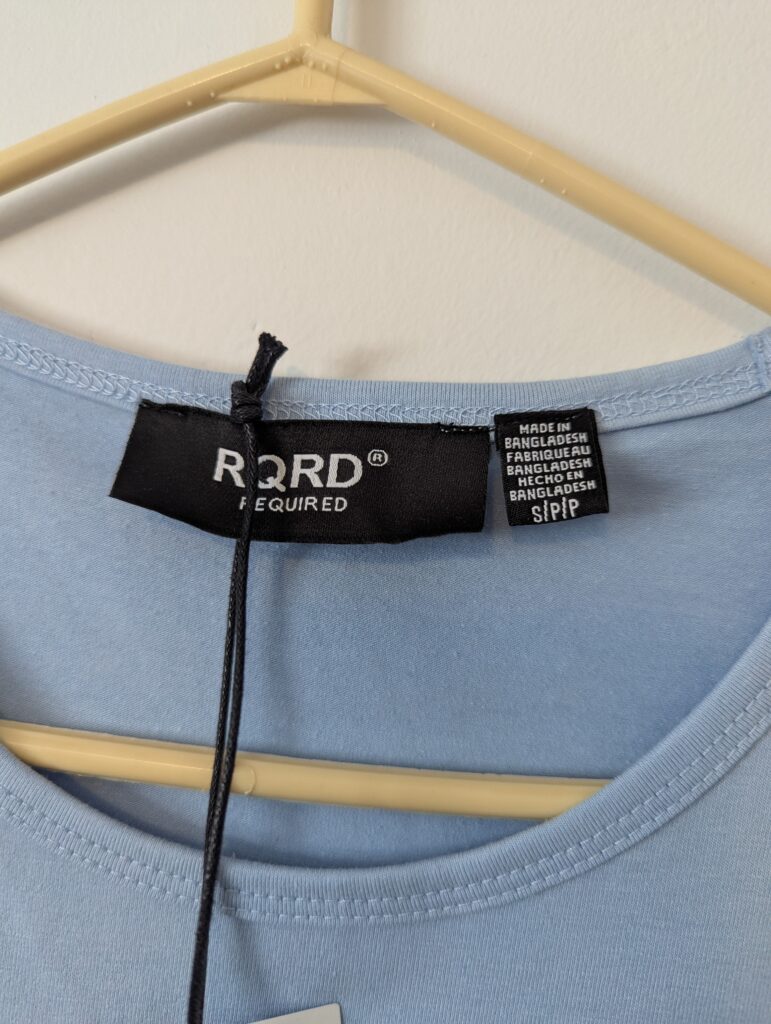 RQRD®
REQUIRED
MADE IN
BANGLADESH
FABRIQUE AU
BANGLADESH
HECHO EN
BANGLADESH
S|P|P